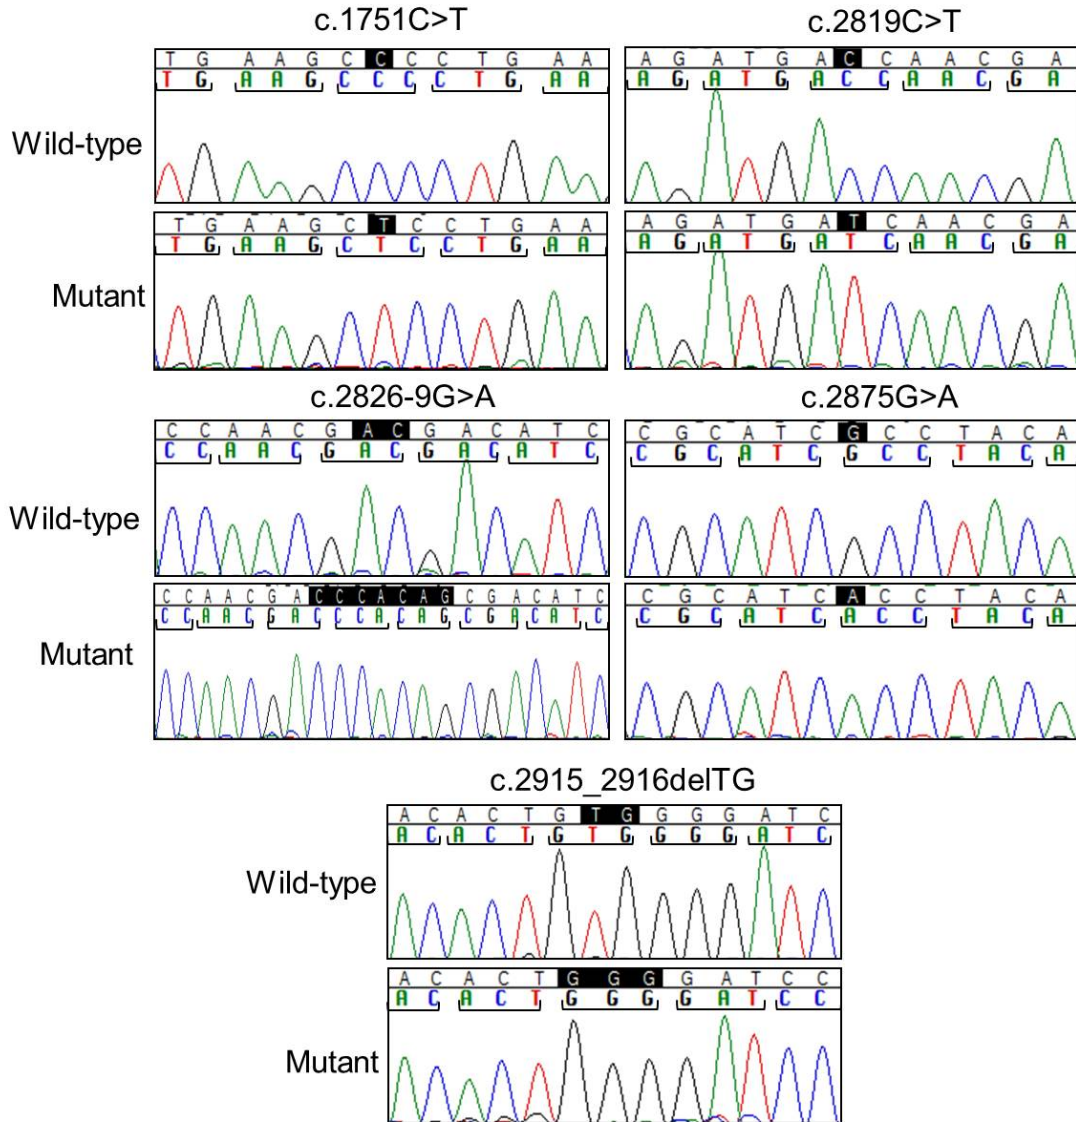 c.1751C>T
T G A A G C C C C T G A A
T G A A G C C C C T G A A
Wild-type
T G A A G C T C C T G A A
T G A A G C T C C T G A A
Mutant
c.2819C>T
A G A T G A C C A A C G A
A G A T G A C C A A C G A
A G A T G A T C A A C G A
A G A T G A T C A A C G A
c.2826-9G>A
C C A A C G A C G A C A T C
C C A A C G A C G A C A T C
Wild-type
C C A A C G A C C C A C A G C G A C A T C
C C A A C G A C C C A C A G C G A C A T C
Mutant
c.2875G>A
C G C A T C G C C T A C A
C G C A T C G C C T A C A
C G C A T C A C C T A C A
C G C A T C A C C T A C A
c.2915_2916delTG
A C A C T G T G G G G A T C
A C A C T G T G G G G A T C
Wild-type
A C A C T G G G G A T C C
A C A C T G G G G A T C C
Mutant